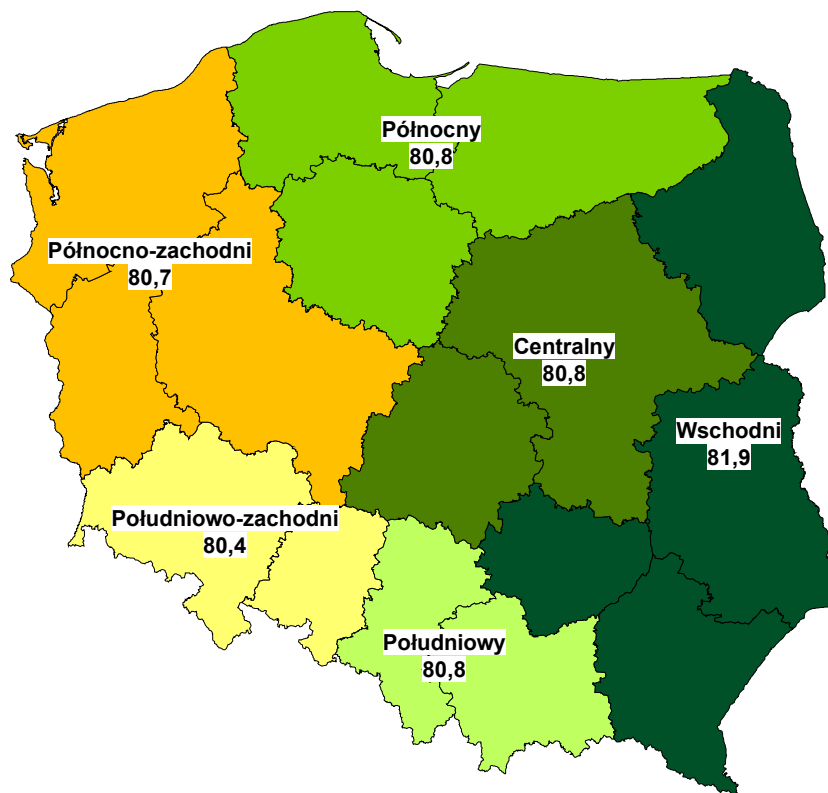 Północny
80,8
Północno-zachodni
80,7
Centralny
80,8
Wschodni
81,9
Południowo-zachodni
80,4
Południowy
80,8